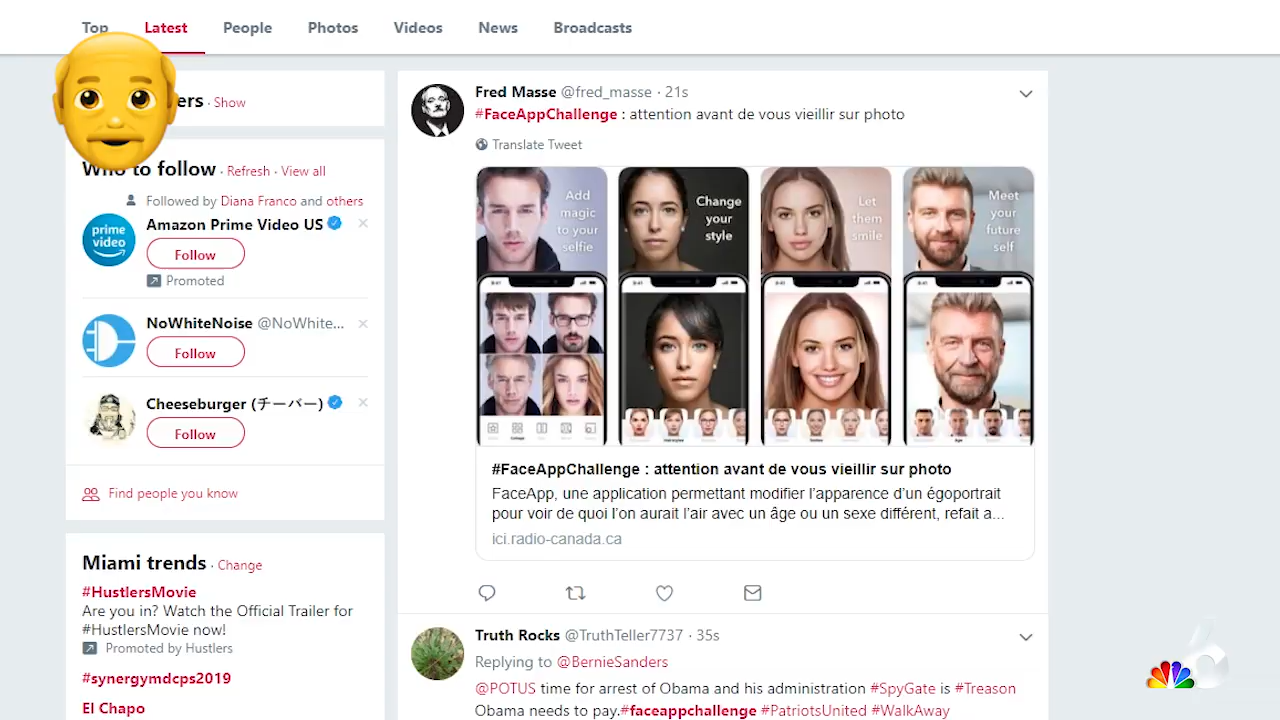 Top Latest People Photos Videos News Broadcasts
ers · Show
Who to follow · Refresh · View all
Followed by Diana Franco and others
prime
video
Amazon Prime Video US
Follow
Promoted
NoWhiteNoise @NoWhite...
Follow
Cheeseburger (チーバー)
Follow
Find people you know
Miami trends · Change
#HustlersMovie
Are you in? Watch the Official Trailer for
#HustlersMovie now!
Promoted by Hustlers
#synergymdcps2019
El Chapo
Fred Masse @fred_masse · 21s
#FaceAppChallenge : attention avant de vous vieillir sur photo
Translate Tweet
Add
magic
to your
selfie
Change
your
style
Let
them
smile
Meet
your
future
self
#FaceAppChallenge : attention avant de vous vieillir sur photo
FaceApp, une application permettant modifier l’apparence d’un égoportrait
pour voir de quoi l’on aurait l’air avec un âge ou un sexe différent, refait a...
ici.radio-canada.ca
Truth Rocks @TruthTeller7737 · 35s
Replying to @BernieSanders
@POTUS time for arrest of Obama and his administration #SpyGate is #Treason
Obama needs to pay.#faceappchallenge #PatriotsUnited #WalkAway
6